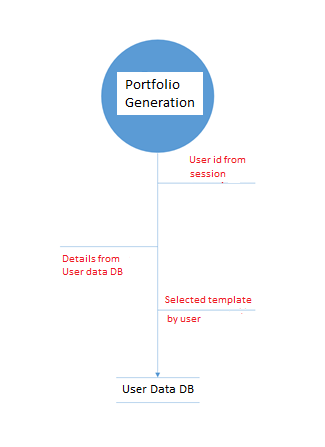 Portfolio
Generation
User id from
session
Details from
User data DB
Selected template
by user
User Data DB